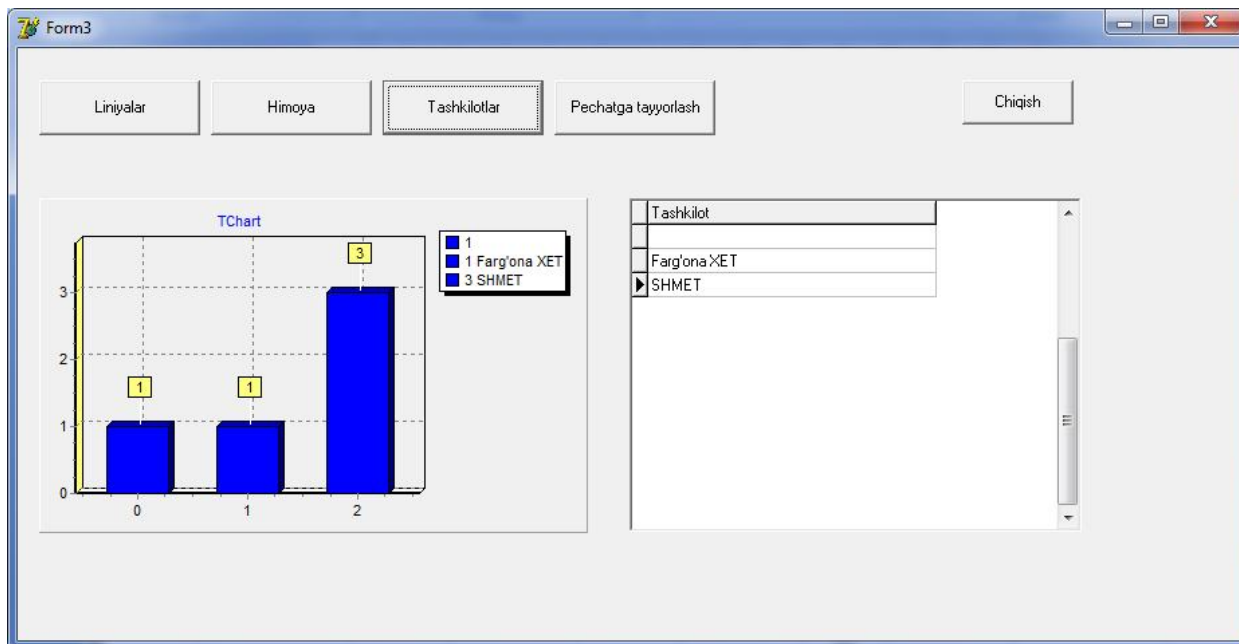 Form3
Liniyalar
Himoya
Tashkilotlar
Pechatga tayyorlash
Chiqish
TChart
3
2
1
0
1
1
3
0
1
2
1
1 Farg'ona XET
3 SHMET
Tashkilot
Farg'ona XET
SHMET